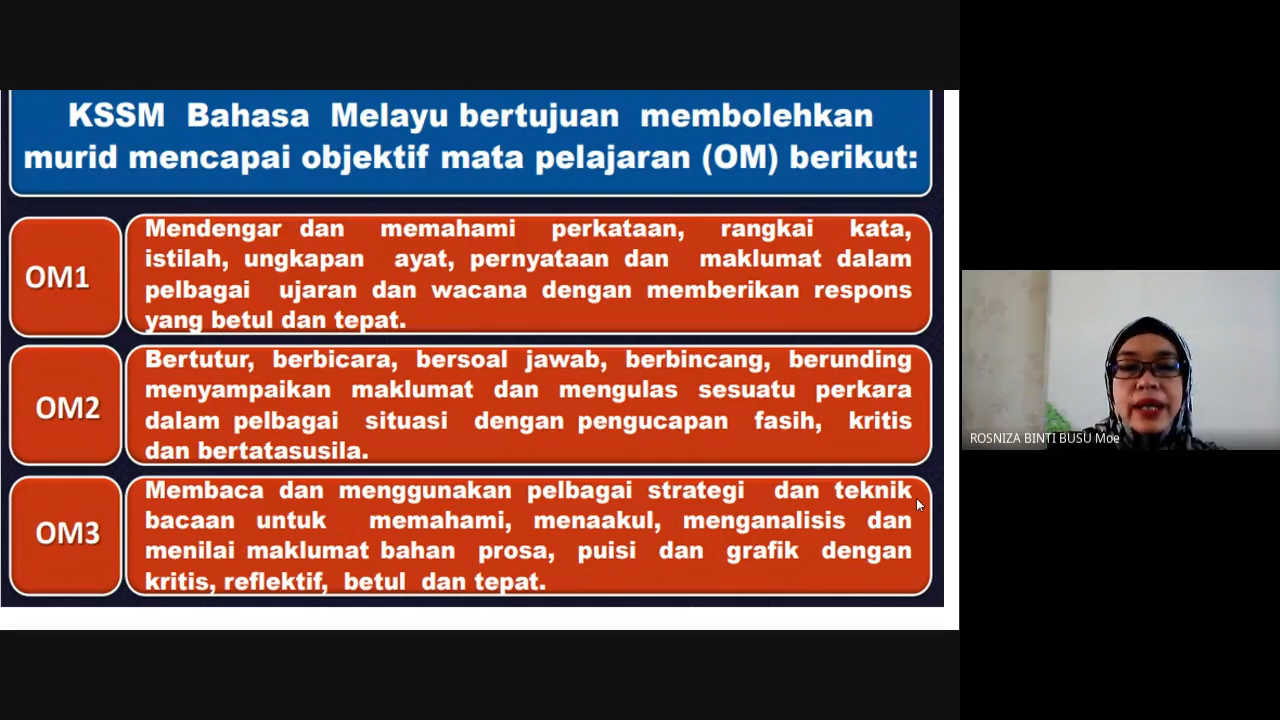 KSSM Bahasa Melayu bertujuan membolehkan
murid mencapai objektif mata pelajaran (OM) berikut:
OM1
Mendengar dan memahami perkataan, rangkai kata,
istilah, ungkapan ayat, pernyataan dan maklumat dalam
pelbagai ujaran dan wacana dengan memberikan respons
yang betul dan tepat.
OM2
Bertutur, berbicara, bersoal jawab, berbincang, berunding
menyampaikan maklumat dan mengulas sesuatu perkara
dalam pelbagai situasi dengan pengucapan fasih, kritis
dan bertatasusila.
OM3
Membaca dan menggunakan pelbagai strategi dan teknik
bacaan untuk memahami, menaakul, menganalisis dan
menilai maklumat bahan prosa, puisi dan grafik dengan
kritis, reflektif, betul dan tepat.
ROSNIZA BINTI BUSU Moe